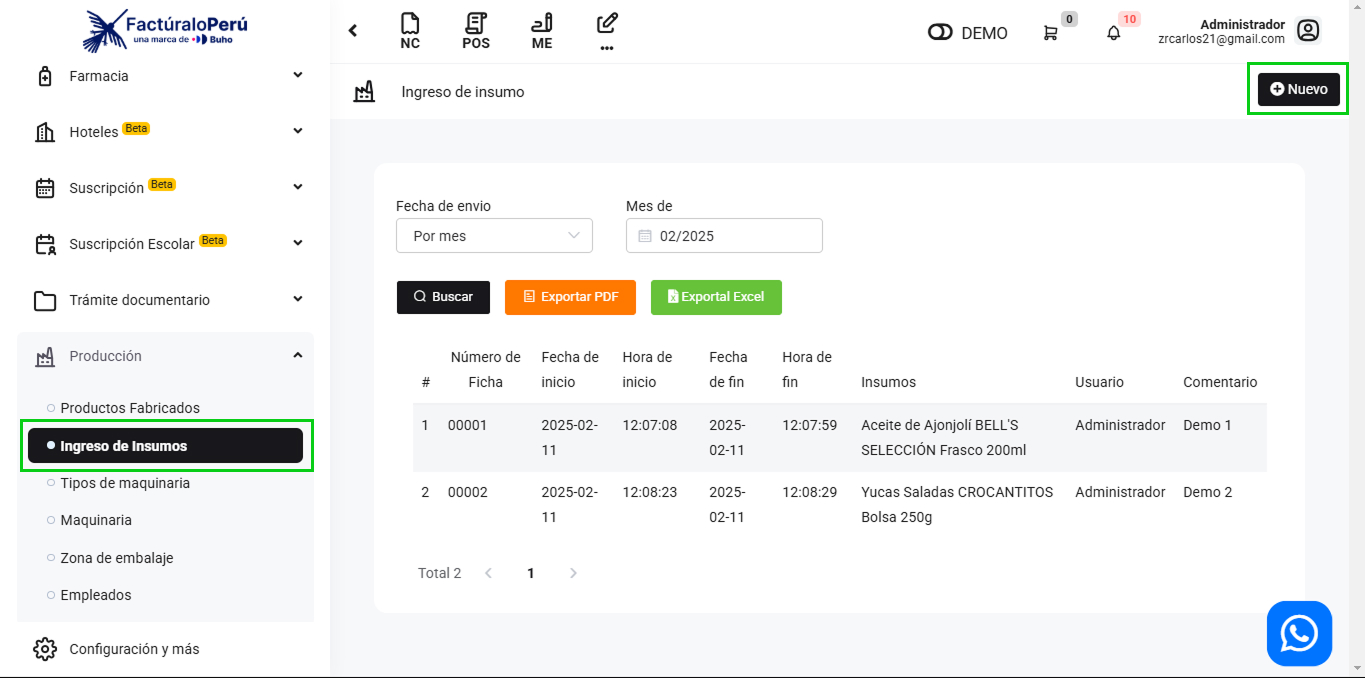 FactúraloPerú
una marca de Buho
Farmacia
Hoteles Beta
Suscripción Beta
Suscripción Escolar Beta
Trámite documentario
Producción
Productos Fabricados
Ingreso de Insumos
Tipos de maquinaria
Maquinaria
Zona de embalaje
Empleados
Configuración y más
NC
POS
ME
...
DEMO
0
10
Administrador
zrcarlos21@gmail.com
Ingreso de insumo
Nuevo
Fecha de envio
Mes de
Por mes
02/2025
Buscar
Exportar PDF
Exportal Excel
# Número de Ficha Fecha de inicio Hora de inicio Fecha de fin Hora de fin Insumos Usuario Comentario
1 00001 2025-02-11 12:07:08 2025-02-11 12:07:59 Aceite de Ajonjolí BELL'S SELECCIÓN Frasco 200ml Administrador Demo 1
2 00002 2025-02-11 12:08:23 2025-02-11 12:08:29 Yucas Saladas CROCANTITOS Bolsa 250g Administrador Demo 2
Total 2
1